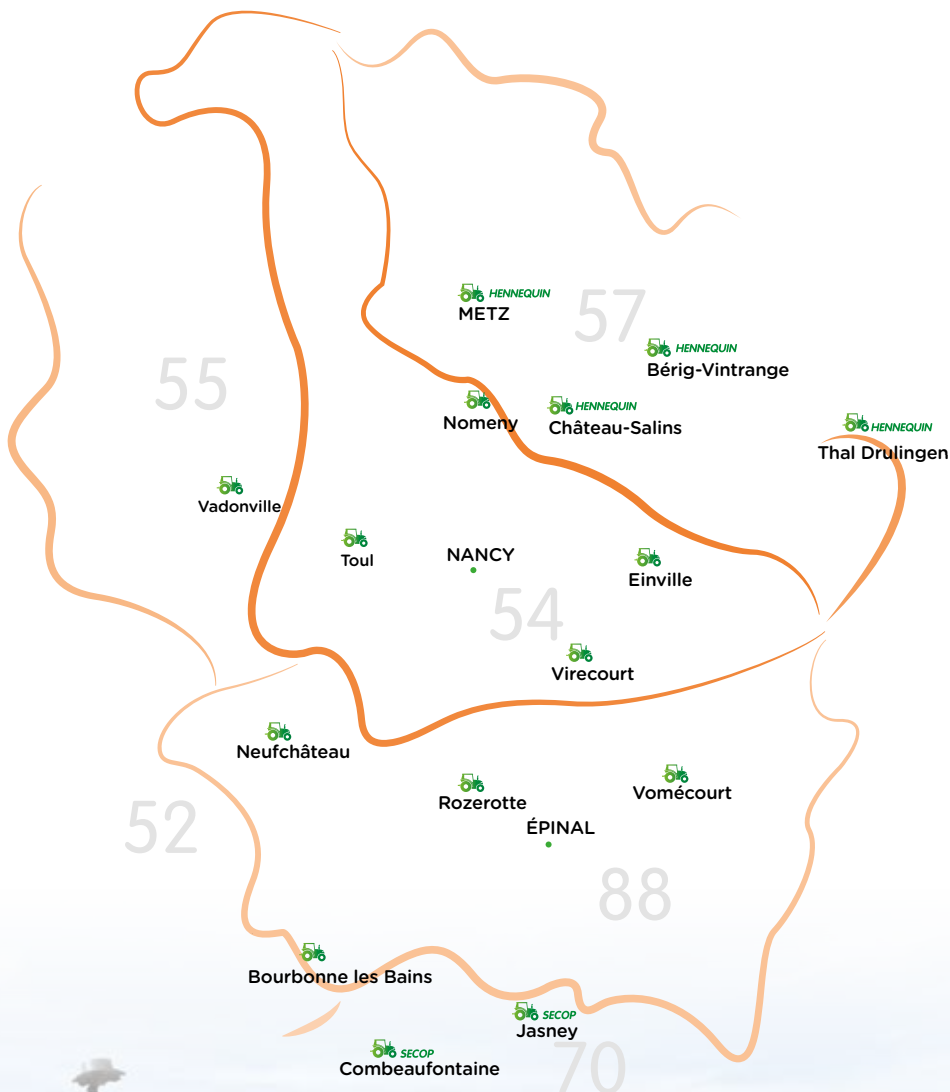 HENNEQUIN
METZ
57
HENNEQUIN
Bérig-Vintrange
55
HENNEQUIN
Château-Salins
Nomeny
HENNEQUIN
Thal Drulingen
Vadonville
Toul
NANCY
Einville
54
Virecourt
Neufchâteau
Rozerotte
Vomécourt
52
ÉPINAL
88
Bourbonne les Bains
SECOP
Jasney
SECOP
Combeaufontaine
70